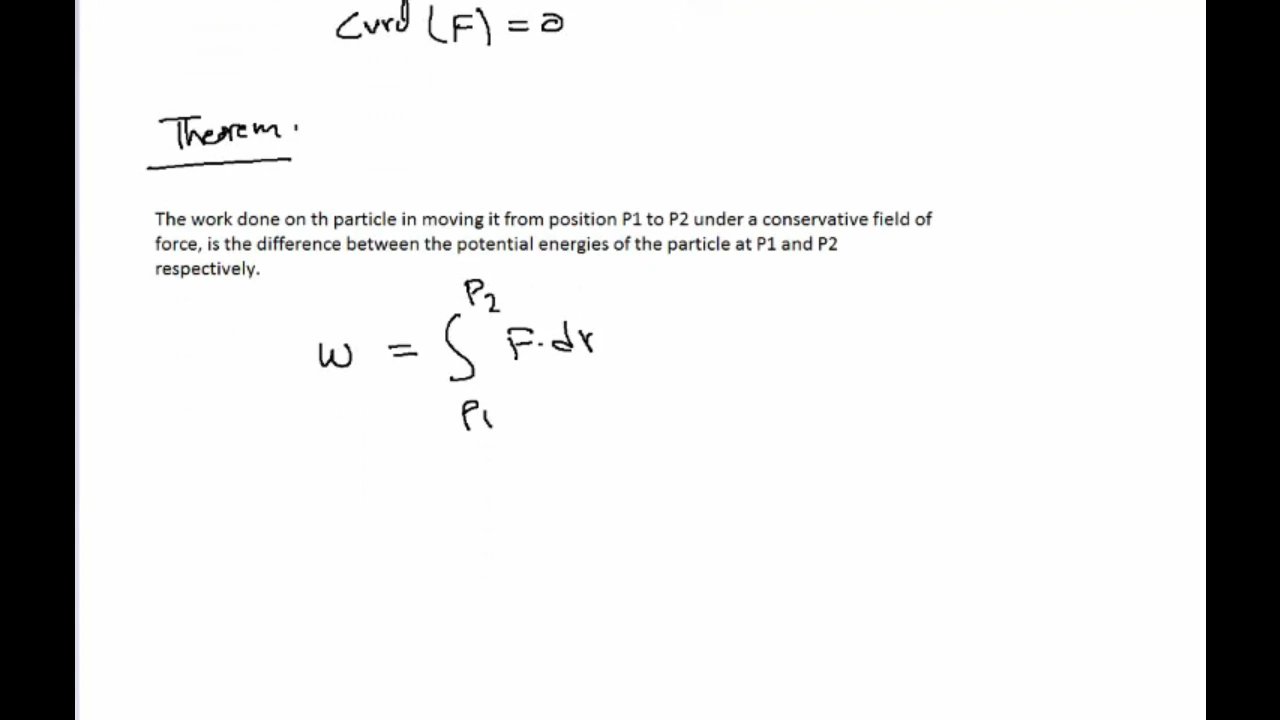 Curl (F) = 0
Theorem.
The work done on th particle in moving it from position P1 to P2 under a conservative field of
force, is the difference between the potential energies of the particle at P1 and P2
respectively.
P2
W = ∫ F. dr
P1